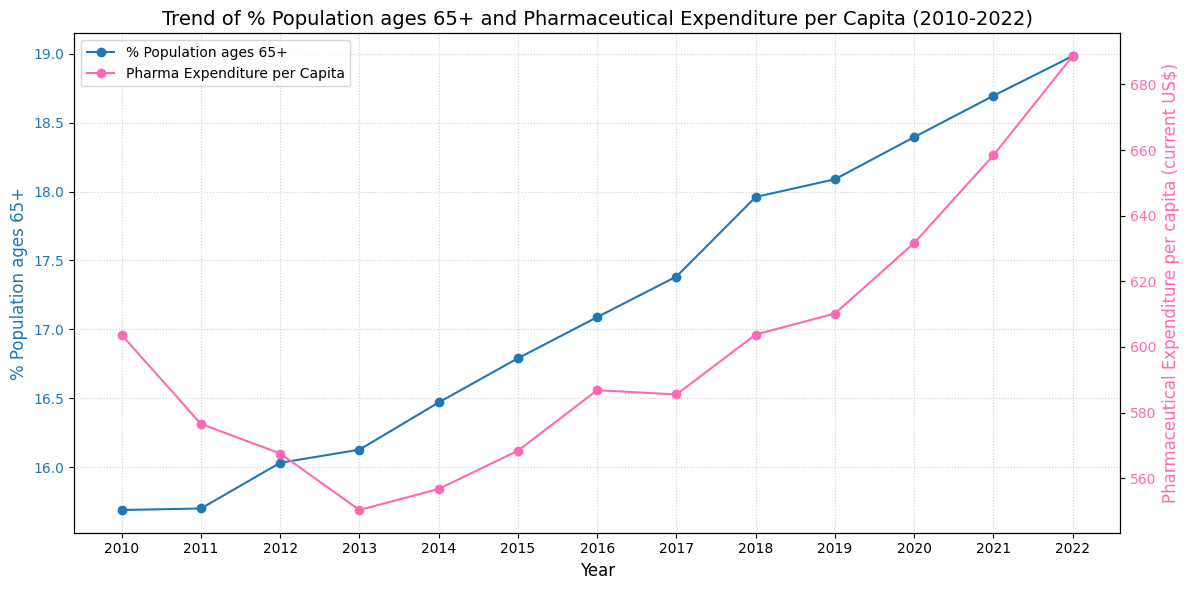 Trend of % Population ages 65+ and Pharmaceutical Expenditure per Capita (2010-2022)
% Population ages 65+
Pharma Expenditure per Capita
% Population ages 65+
19.0
18.5
18.0
17.5
17.0
16.5
16.0
680
660
640
620
600
580
560
Pharmaceutical Expenditure per capita (current US$)
2010 2011 2012 2013 2014 2015 2016 2017 2018 2019 2020 2021 2022
Year